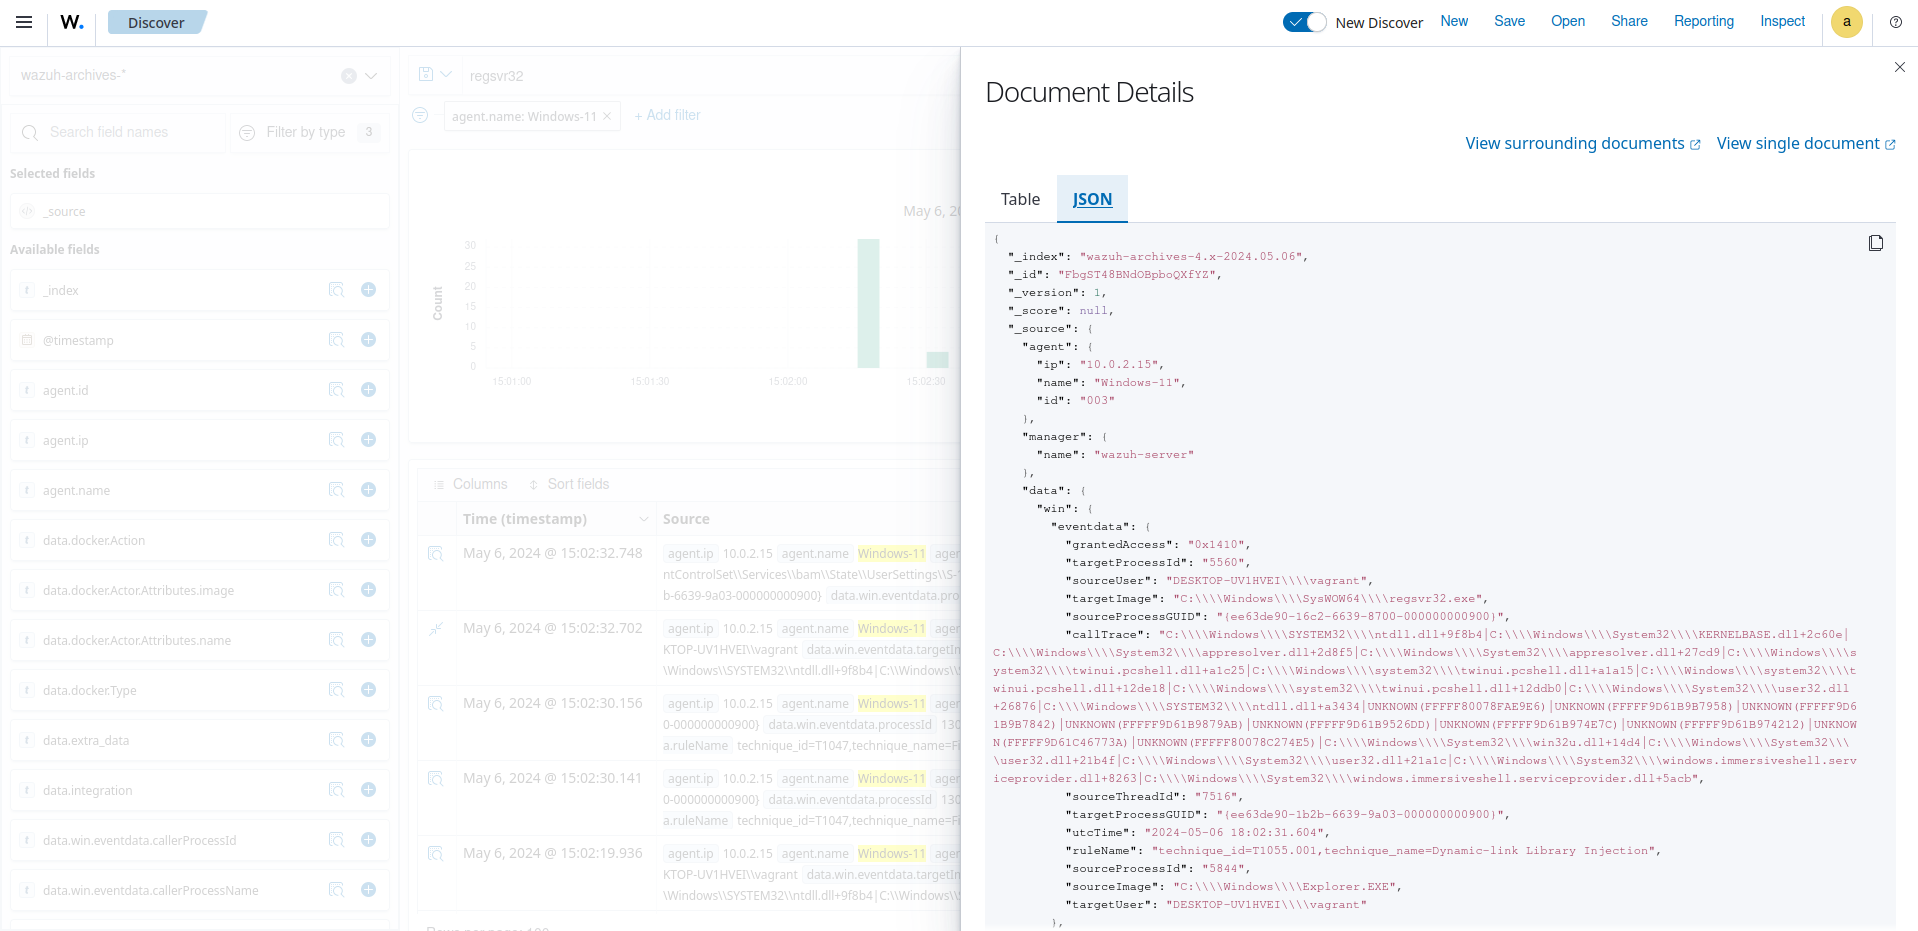 W.
Discover
New Discover
New
Save
Open
Share
Reporting
Inspect
a
wazuh-archives-*
regsvr32
Search field names
Filter by type
3
agent.name: Windows-11
+ Add filter
Selected fields
_source
Available fields
_index
@timestamp
agent.id
agent.ip
agent.name
data.docker.Action
data.docker.Actor.Attributes.image
data.docker.Actor.Attributes.name
data.docker.Type
data.extra_data
data.integration
data.win.eventdata.callerProcessId
data.win.eventdata.callerProcessName
May 6, 20
Count
30
25
20
15
10
5
0
15:01:00
15:01:30
15:02:00
15:02:30
Columns
Sort fields
Time (timestamp)
Source
May 6, 2024 @ 15:02:32.748
agent.ip 10.0.2.15 agent.name Windows-11 age
ntControlSet\\Services\\bam\\State\\UserSettings\\S-
b-6639-9a03-000000000900} data.win.eventdata.pro
May 6, 2024 @ 15:02:32.702
agent.ip 10.0.2.15 agent.name Windows-11 age
KTOP-UV1HVEI\\vagrant data.win.eventdata.targetIn
\Windows\\SYSTEM32\\ntdll.dll+9f8b4|C:\\Windows\\
May 6, 2024 @ 15:02:30.156
agent.ip 10.0.2.15 agent.name Windows-11 age
0-000000000900} data.win.eventdata.processId 130
a.ruleName technique_id=T1047,technique_name=Fi
May 6, 2024 @ 15:02:30.141
agent.ip 10.0.2.15 agent.name Windows-11 age
0-000000000900} data.win.eventdata.processId 130
a.ruleName technique_id=T1047,technique_name=Fi
May 6, 2024 @ 15:02:19.936
agent.ip 10.0.2.15 agent.name Windows-11 age
KTOP-UV1HVEI\\vagrant data.win.eventdata.targetIn
\Windows\\SYSTEM32\\ntdll.dll+9f8b4|C:\\Windows\\
Document Details
View surrounding documents
View single document
Table
JSON
{
"_index": "wazuh-archives-4.x-2024.05.06",
"_id": "FbgST48BNdOBpboQXfYZ",
"_version": 1,
"_score": null,
"_source": {
"agent": {
"ip": "10.0.2.15",
"name": "Windows-11",
"id": "003"
},
"manager": {
"name": "wazuh-server"
},
"data": {
"win": {
"eventdata": {
"grantedAccess": "0x1410",
"targetProcessId": "5560",
"sourceUser": "DESKTOP-UV1HVEI\\\\vagrant",
"targetImage": "C:\\\\Windows\\\\SysWOW64\\\\regsvr32.exe",
"sourceProcessGUID": "{ee63de90-16c2-6639-8700-000000000900}",
"callTrace": "C:\\\\Windows\\\\SYSTEM32\\\\ntdll.dll+9f8b4|C:\\\\Windows\\\\System32\\\\KERNELBASE.dll+2c60e|
C:\\\\Windows\\\\System32\\\\appresolver.dll+2d8f5|C:\\\\Windows\\\\System32\\\\appresolver.dll+27cd9|C:\\\\Windows\\\\s
ystem32\\\\twinui.pcshell.dll+a1c25|C:\\\\Windows\\\\system32\\\\twinui.pcshell.dll+a1a15|C:\\\\Windows\\\\system32\\\\t
winui.pcshell.dll+12de18|C:\\\\Windows\\\\system32\\\\twinui.pcshell.dll+12ddb0|C:\\\\Windows\\\\System32\\\\user32.dll
+26876|C:\\\\Windows\\\\SYSTEM32\\\\ntdll.dll+a3434|UNKNOWN(FFFFF80078FAE9E6)|UNKNOWN(FFFFF9D61B9B7958)|UNKNOWN(FFFFF9D6
1B9B7842)|UNKNOWN(FFFFF9D61B9879AB)|UNKNOWN(FFFFF9D61B9526DD)|UNKNOWN(FFFFF9D61B974E7C)|UNKNOWN(FFFFF9D61B974212)|UNKNOW
N(FFFFF9D61C46773A)|UNKNOWN(FFFFF80078C274E5)|C:\\\\Windows\\\\System32\\\\win32u.dll+14d4|C:\\\\Windows\\\\System32\\\
\user32.dll+21b4f|C:\\\\Windows\\\\System32\\\\user32.dll+21a1c|C:\\\\Windows\\\\System32\\\\windows.immersiveshell.serv
iceprovider.dll+8263|C:\\\\Windows\\\\System32\\\\windows.immersiveshell.serviceprovider.dll+5acb",
"sourceThreadId": "7516",
"targetProcessGUID": "{ee63de90-1b2b-6639-9a03-000000000900}",
"utcTime": "2024-05-06 18:02:31.604",
"ruleName": "technique_id=T1055.001,technique_name=Dynamic-link Library Injection",
"sourceProcessId": "5844",
"sourceImage": "C:\\\\Windows\\\\Explorer.EXE",
"targetUser": "DESKTOP-UV1HVEI\\\\vagrant"
},